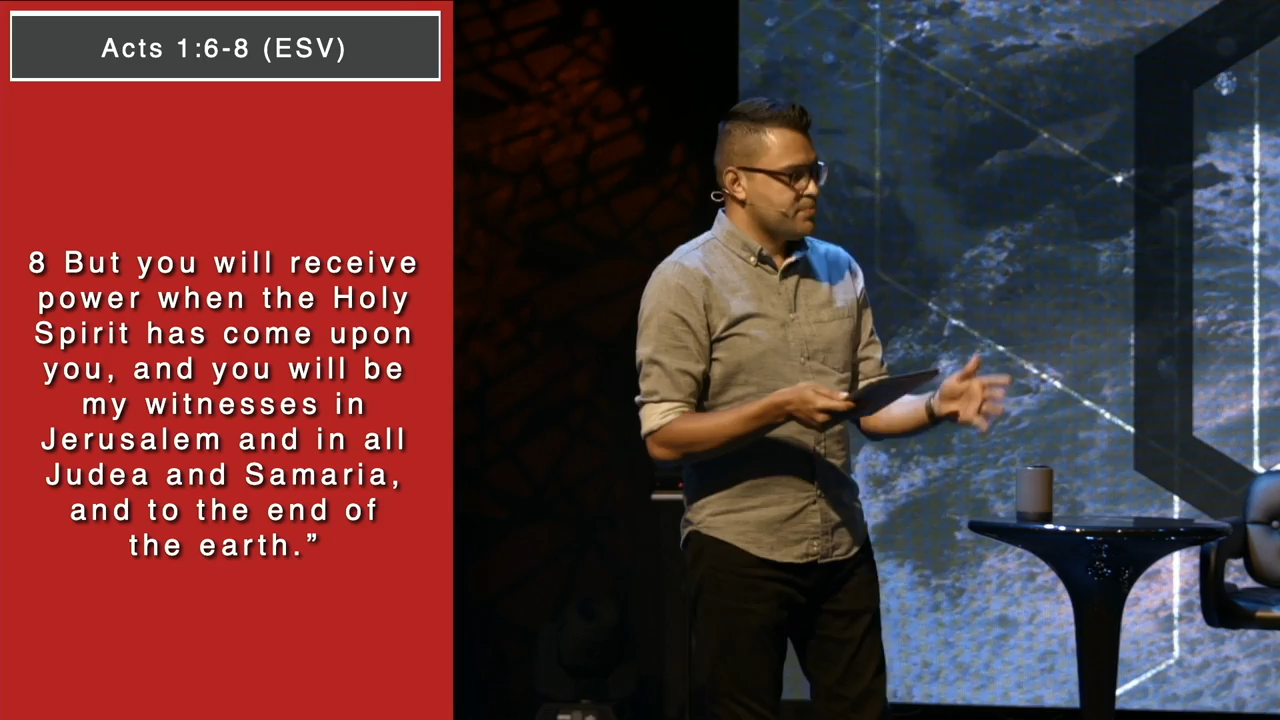 Acts 1:6-8 (ESV)
8 But you will receive
power when the Holy
Spirit has come upon
you, and you will be
my witnesses in
Jerusalem and in all
Judea and Samaria,
and to the end of
the earth.”